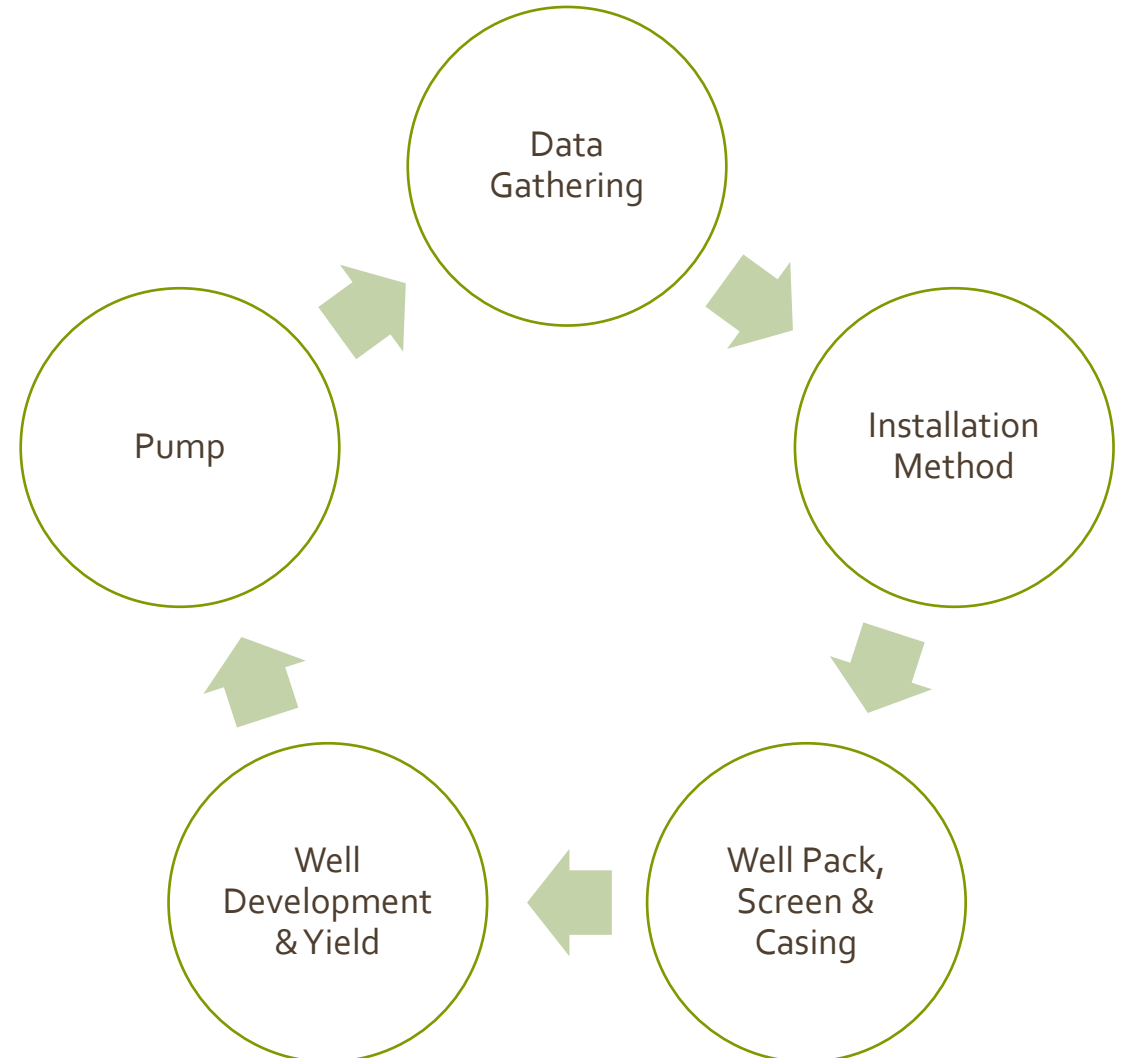 Data
Gathering
Installation
Method
Well Pack,
Screen &
Casing
Well
Development
& Yield
Pump